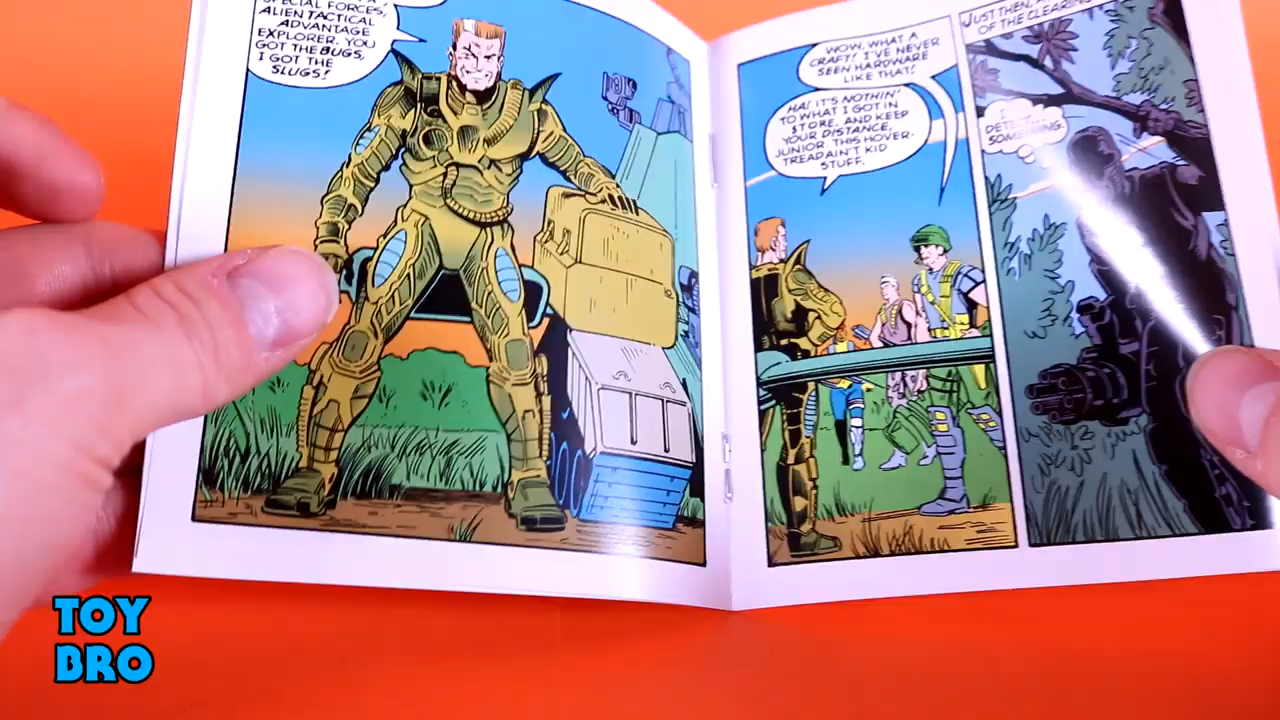 SPECIAL FORCES,
ALIEN TACTICAL
ADVANTAGE
EXPLORER. YOU
GOT THE BUGS,
I GOT THE
SLUGS!
WOW, WHAT A
CRAFT! I'VE NEVER
SEEN HARDWARE
LIKE THAT!
HA! IT'S NOTHIN'
TO WHAT I GOT IN
STORE, AND KEEP
YOUR DISTANCE,
JUNIOR. THIS HOVER-
TREAD AIN'T KID
STUFF.
JUST THEN,
OF THE CLEARING
I...
DETECT...
SOMETHING.
TOY
BRO